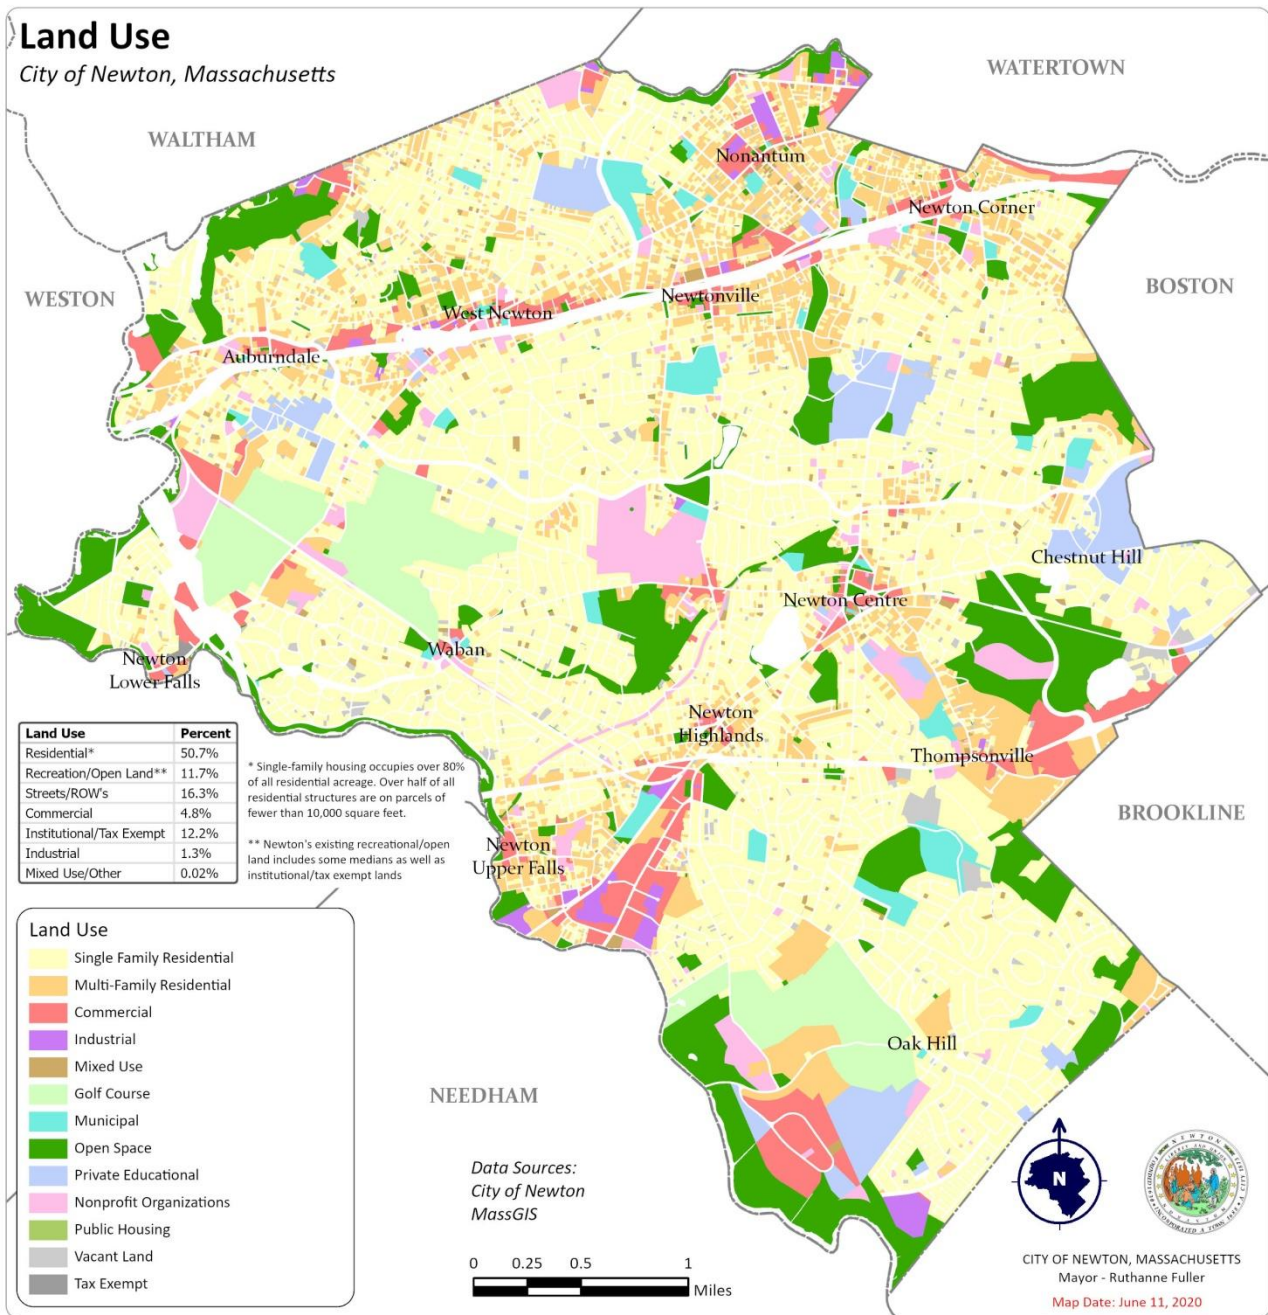 Land Use
City of Newton, Massachusetts
WATERTOWN
WALTHAM
Nonantum
Newton Corner
WESTON
BOSTON
Newtonville
West Newton
Auburndale
Chestnut Hill
Newton Centre
Waban
Newton
Lower Falls
Newton
Highlands
Thompsonville
BROOKLINE
Newton
Upper Falls
Oak Hill
NEEDHAM
Land Use Percent
Residential* 50.7%
Recreation/Open Land** 11.7%
Streets/ROW's 16.3%
Commercial 4.8%
Institutional/Tax Exempt 12.2%
Industrial 1.3%
Mixed Use/Other 0.02%
* Single-family housing occupies over 80%
of all residential acreage. Over half of all
residential structures are on parcels of
fewer than 10,000 square feet.
** Newton's existing recreational/open
land includes some medians as well as
institutional/tax exempt lands
Land Use
Single Family Residential
Multi-Family Residential
Commercial
Industrial
Mixed Use
Golf Course
Municipal
Open Space
Private Educational
Nonprofit Organizations
Public Housing
Vacant Land
Tax Exempt
Data Sources:
City of Newton
MassGIS
0 0.25 0.5 1
Miles
N
CITY OF NEWTON, MASSACHUSETTS
Mayor - Ruthanne Fuller
Map Date: June 11, 2020